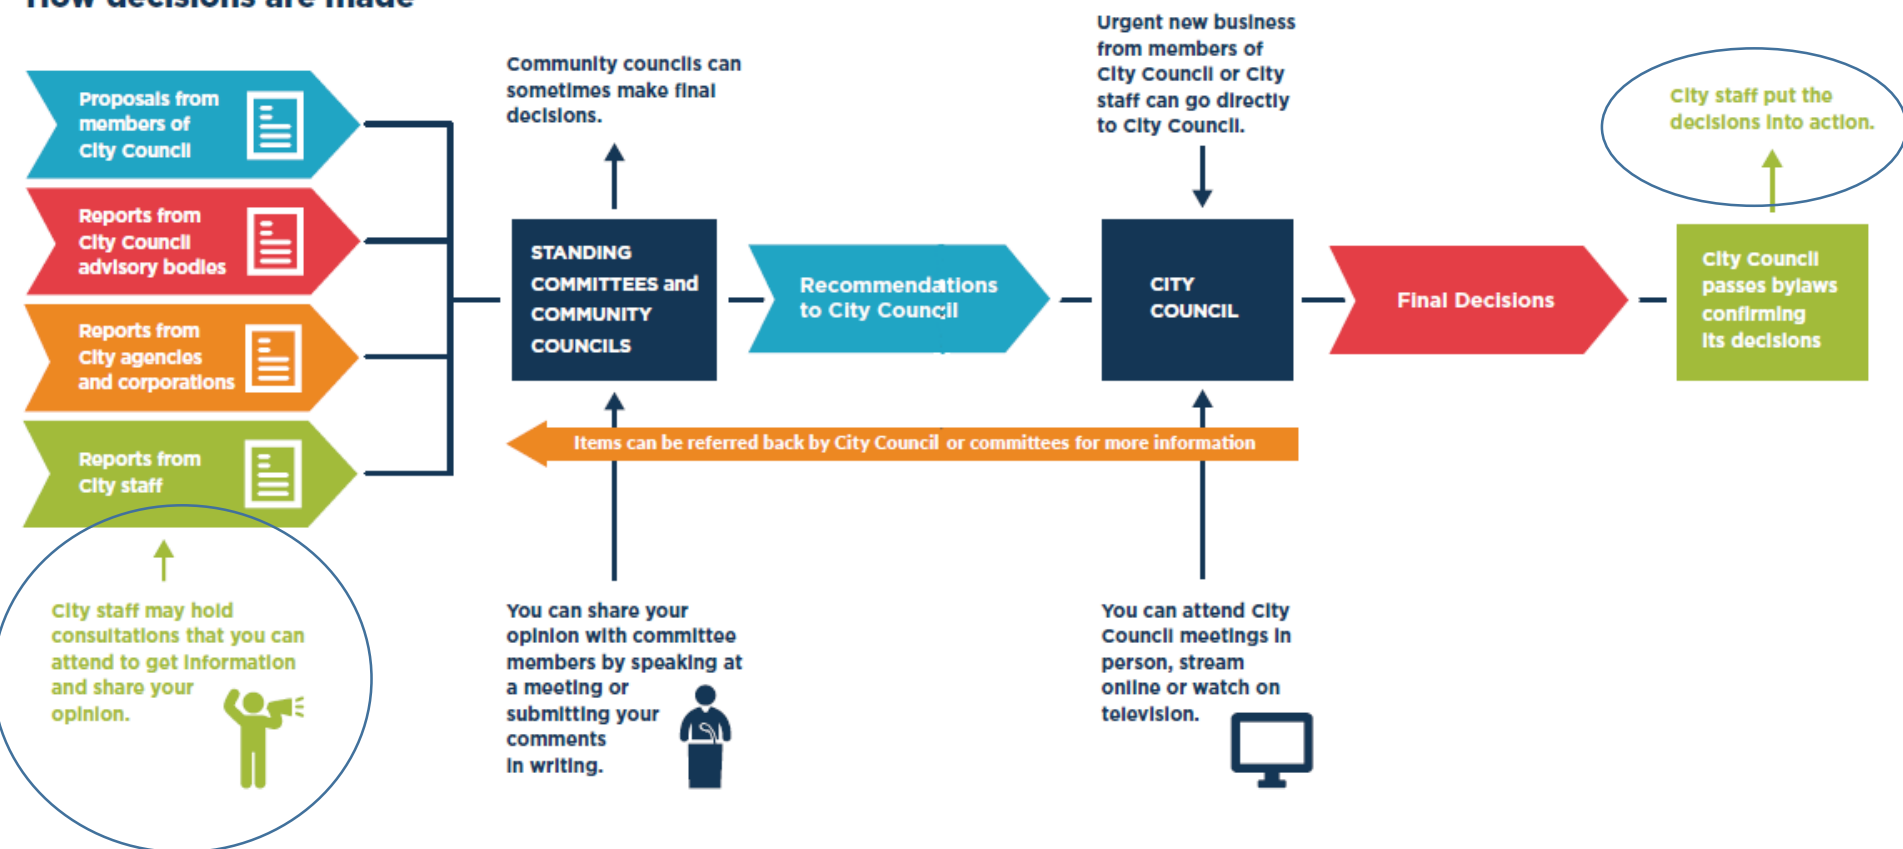 How decisions are made
Proposals from
members of
City Council
Reports from
City Council
advisory bodies
Reports from
City agencies
and corporations
Reports from
City staff
City staff may hold
consultations that you can
attend to get information
and share your
opinion.
Community councils can
sometimes make final
decisions.
STANDING
COMMITTEES and
COMMUNITY
COUNCILS
Recommendations
to City Council
Urgent new business
from members of
City Council or City
staff can go directly
to City Council.
CITY
COUNCIL
Items can be referred back by City Council or committees for more information
You can share your
opinion with committee
members by speaking at
a meeting or
submitting your
comments
in writing.
You can attend City
Council meetings in
person, stream
online or watch on
television.
Final Decisions
City staff put the
decisions into action.
City Council
passes bylaws
confirming
its decisions